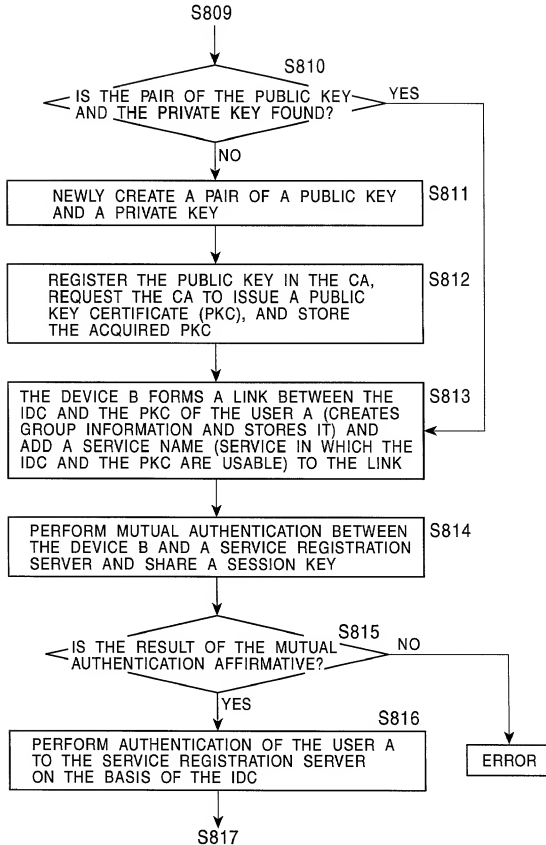 S809
S810
IS THE PAIR OF THE PUBLIC KEY
AND THE PRIVATE KEY FOUND?
YES
NO
S811
NEWLY CREATE A PAIR OF A PUBLIC KEY
AND A PRIVATE KEY
S812
REGISTER THE PUBLIC KEY IN THE CA,
REQUEST THE CA TO ISSUE A PUBLIC
KEY CERTIFICATE (PKC), AND STORE
THE ACQUIRED PKC
S813
THE DEVICE B FORMS A LINK BETWEEN THE
IDC AND THE PKC OF THE USER A (CREATES
GROUP INFORMATION AND STORES IT) AND
ADD A SERVICE NAME (SERVICE IN WHICH THE
IDC AND THE PKC ARE USABLE) TO THE LINK
S814
PERFORM MUTUAL AUTHENTICATION BETWEEN
THE DEVICE B AND A SERVICE REGISTRATION
SERVER AND SHARE A SESSION KEY
S815
IS THE RESULT OF THE MUTUAL
AUTHENTICATION AFFIRMATIVE?
NO
YES
S816
PERFORM AUTHENTICATION OF THE USER A
TO THE SERVICE REGISTRATION SERVER
ON THE BASIS OF THE IDC
ERROR
S817